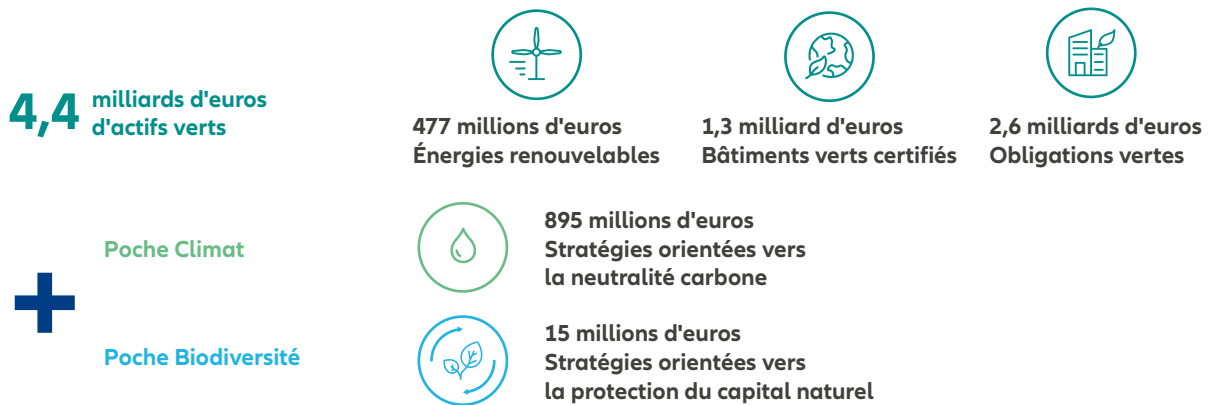 4,4
milliards d'euros
d'actifs verts
477 millions d'euros
Énergies renouvelables
1,3 milliard d'euros
Bâtiments verts certifiés
2,6 milliards d'euros
Obligations vertes
+
Poche Climat
895 millions d'euros
Stratégies orientées vers
la neutralité carbone
Poche Biodiversité
15 millions d'euros
Stratégies orientées vers
la protection du capital naturel